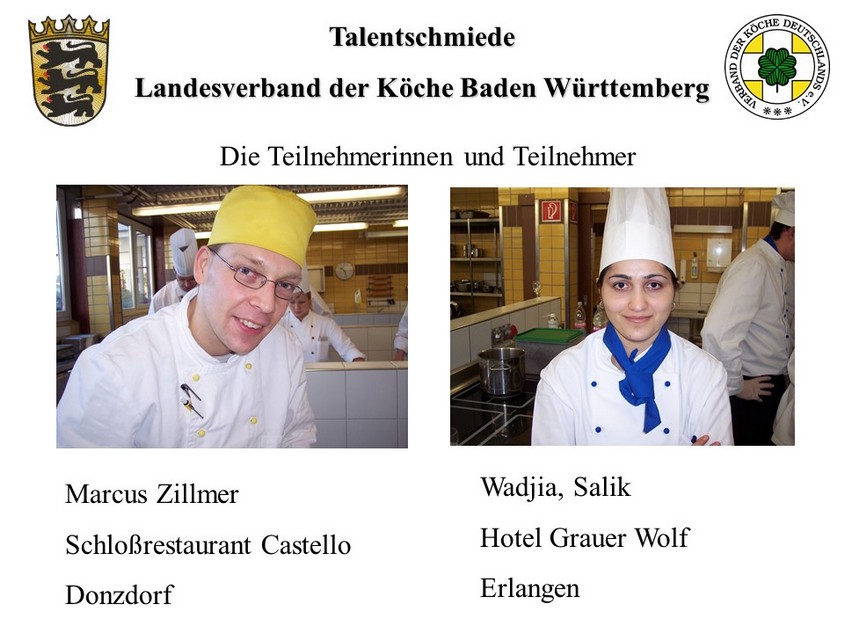 Talentschmiede
Landesverband der Köche Baden Württemberg
VERBAND DER KÖCHE DEUTSCHLANDS e.V.
Die Teilnehmerinnen und Teilnehmer
Marcus Zillmer
Schloßrestaurant Castello
Donzdorf
Wadjia, Salik
Hotel Grauer Wolf
Erlangen